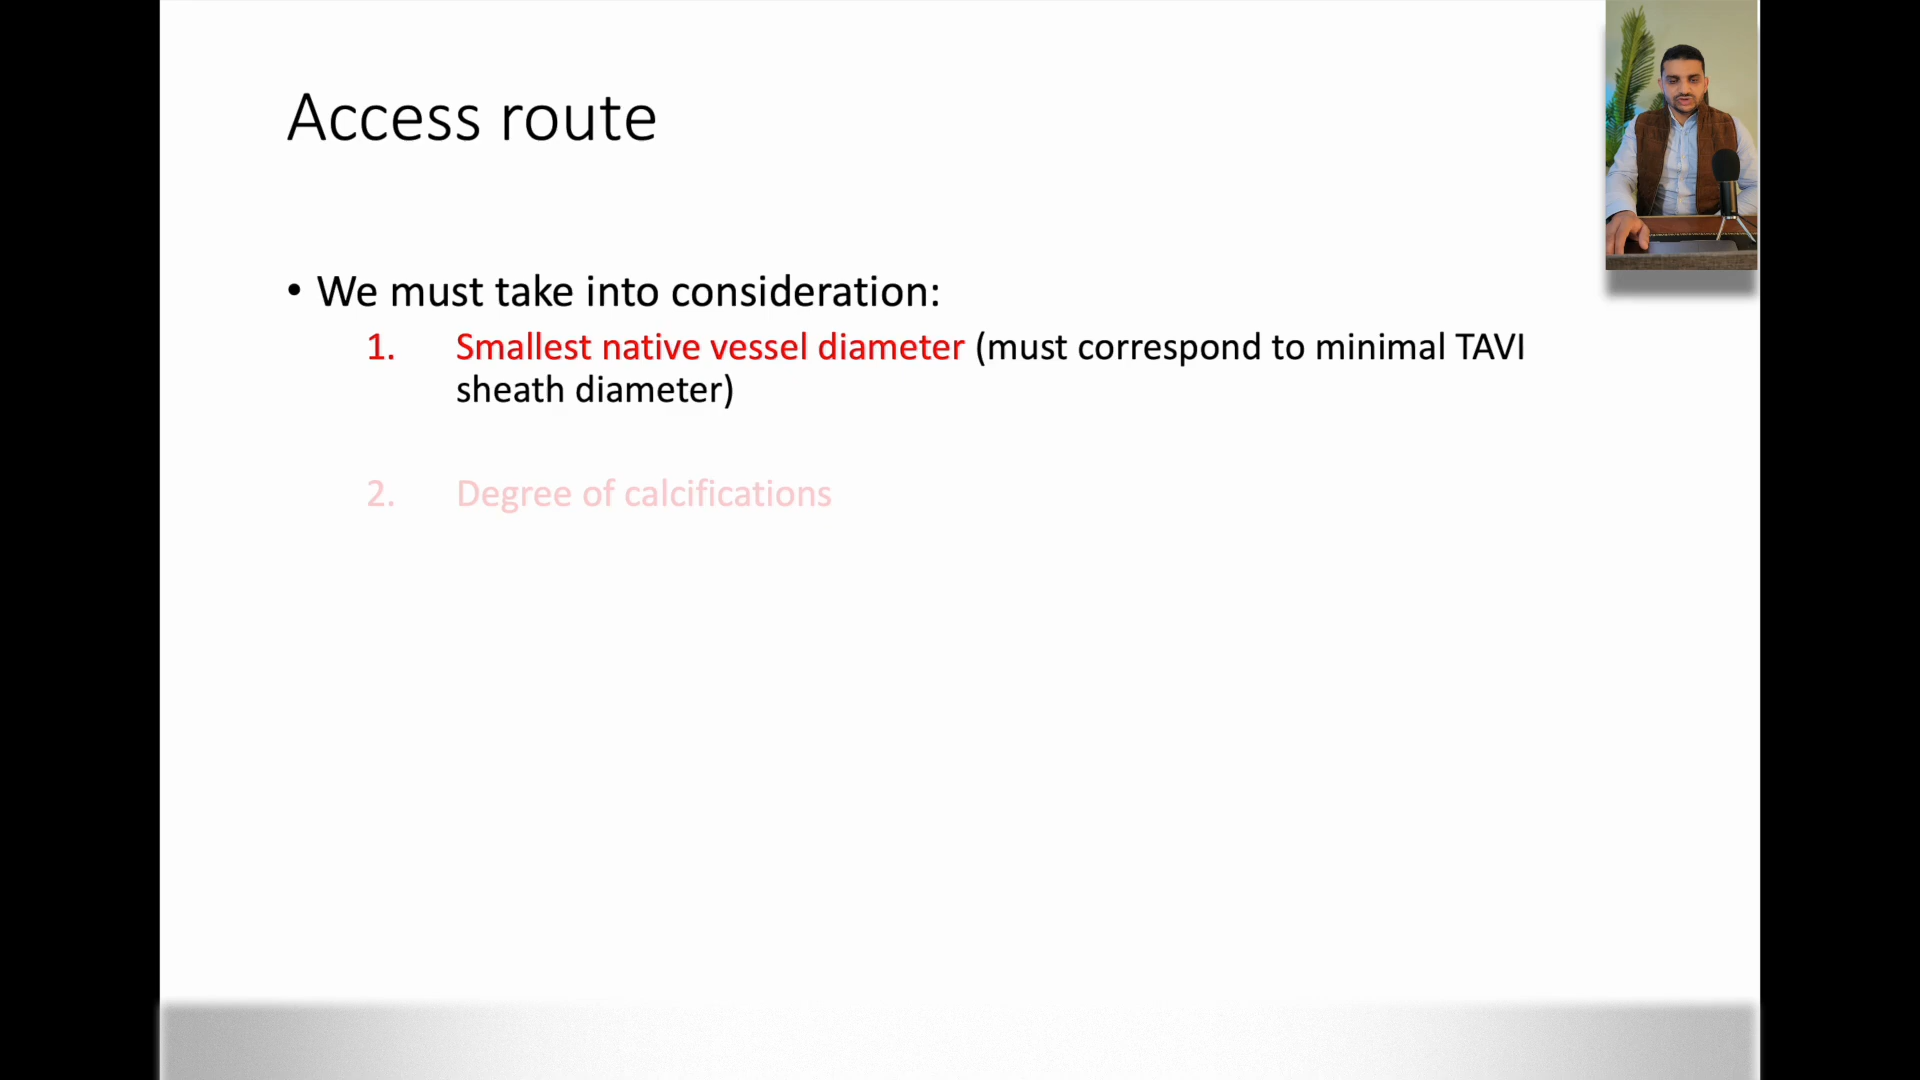 Access route
• We must take into consideration:
1. Smallest native vessel diameter (must correspond to minimal TAVI
sheath diameter)
2. Degree of calcifications